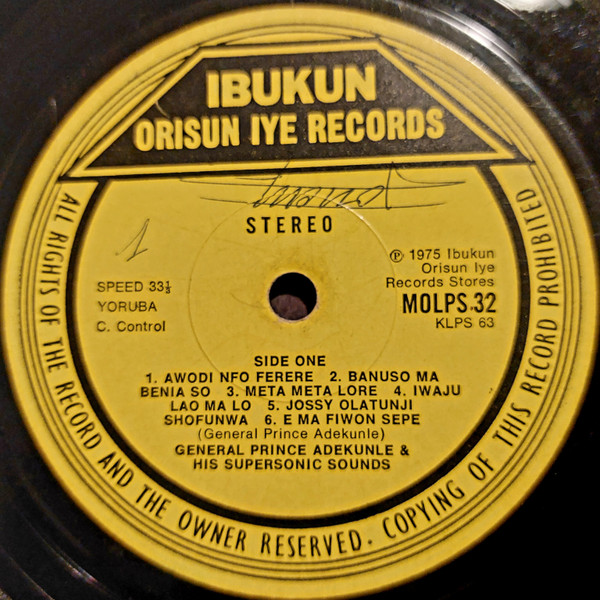 IBUKUN
ORISUN IYE RECORDS
STEREO
1
SPEED 33⅓
YORUBA
C. Control
℗ 1975 Ibukun
Orisun Iye
Records Stores
MOLPS.32
KLPS 63
SIDE ONE
1. AWODI NFO FERERE 2. BANUSO MA
BENIA SO 3. META META LORE 4. IWAJU
LAO MA LO 5. JOSSY OLATUNJI
SHOFUNWA 6. E MA FIWON SEPE
(General Prince Adekunle)
GENERAL PRINCE ADEKUNLE &
HIS SUPERSONIC SOUNDS
ALL RIGHTS OF THE RECORD AND THE OWNER RESERVED. COPYING OF THIS RECORD PROHIBITED